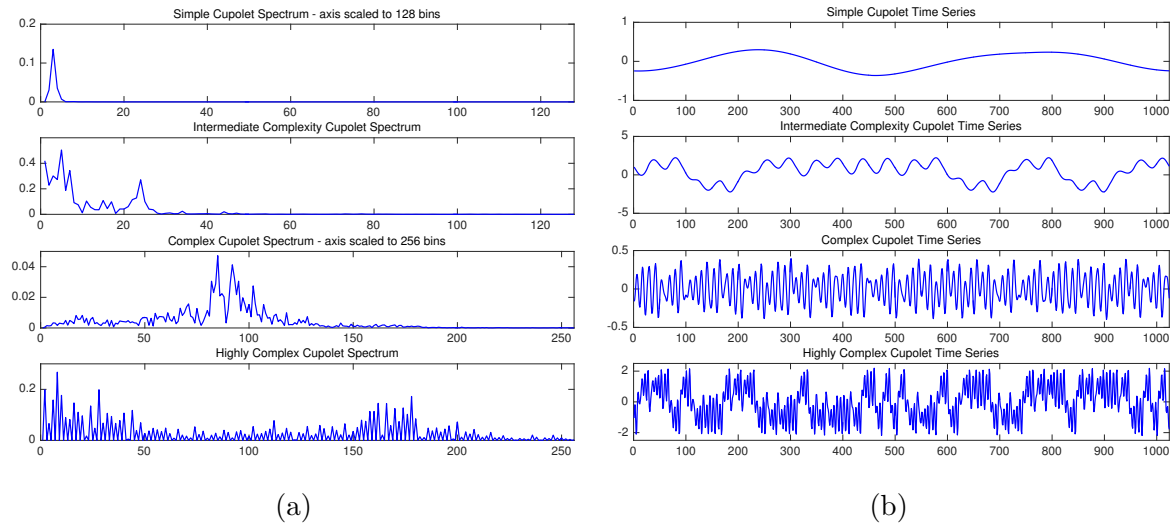 Simple Cupolet Spectrum - axis scaled to 128 bins
0.2
0.1
0
0 20 40 60 80 100 120
Intermediate Complexity Cupolet Spectrum
0.4
0.2
0
0 20 40 60 80 100 120
Complex Cupolet Spectrum - axis scaled to 256 bins
0.04
0.02
0
0 50 100 150 200 250
Highly Complex Cupolet Spectrum
0.2
0
0 50 100 150 200 250
(a)
Simple Cupolet Time Series
1
0
-1
0 100 200 300 400 500 600 700 800 900 1000
Intermediate Complexity Cupolet Time Series
5
0
-5
0 100 200 300 400 500 600 700 800 900 1000
Complex Cupolet Time Series
0.5
0
-0.5
0 100 200 300 400 500 600 700 800 900 1000
Highly Complex Cupolet Time Series
2
0
-2
0 100 200 300 400 500 600 700 800 900 1000
(b)